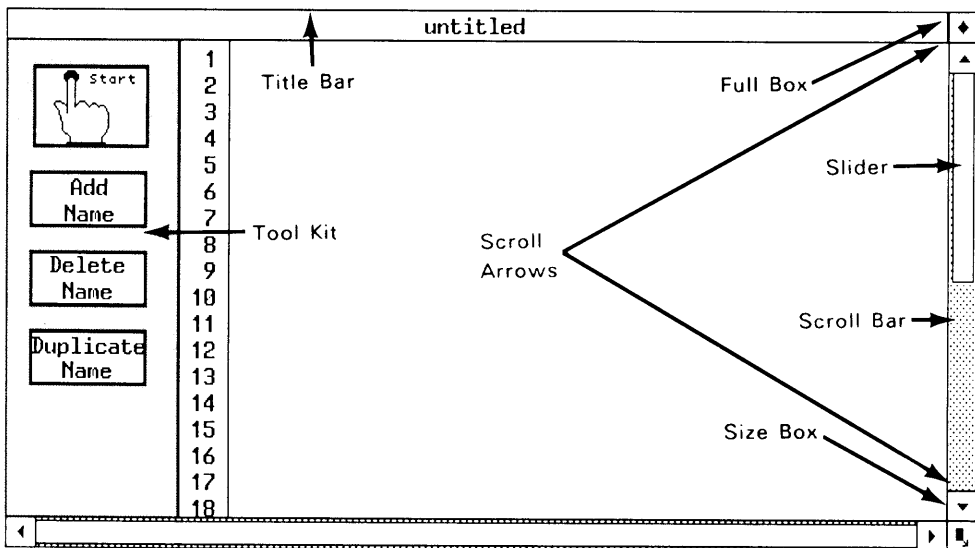 untitled
Title Bar
Full Box
Start
Add
Name
Delete
Name
Duplicate
Name
Tool Kit
1
2
3
4
5
6
7
8
9
10
11
12
13
14
15
16
17
18
Scroll
Arrows
Slider
Scroll Bar
Size Box